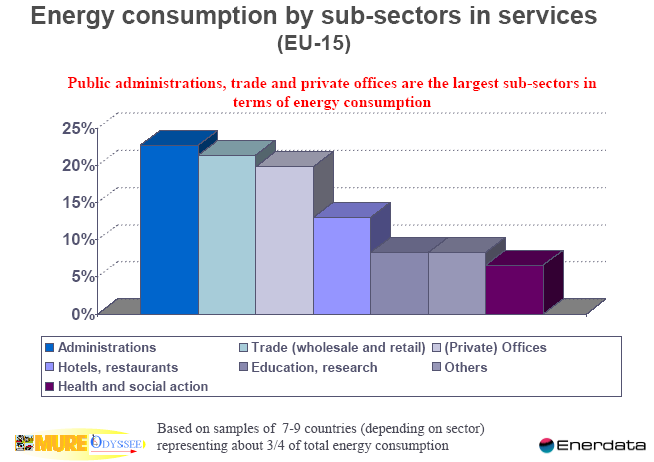 Energy consumption by sub-sectors in services
(EU-15)
Public administrations, trade and private offices are the largest sub-sectors in
terms of energy consumption
25%
20%
15%
10%
5%
0%
Administrations
Trade (wholesale and retail)
(Private) Offices
Hotels, restaurants
Education, research
Others
Health and social action
MURE ODYSSEE
Based on samples of 7-9 countries (depending on sector)
representing about 3/4 of total energy consumption
Enerdata